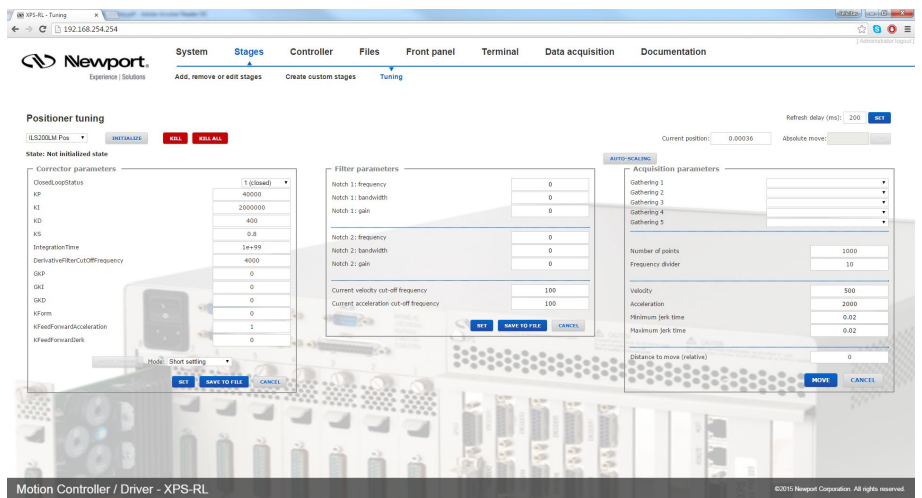 XPS-RL - Tuning
192.168.254.254
[ Administrator logout ]
Newport.
Experience | Solutions
System Stages Controller Files Front panel Terminal Data acquisition Documentation
Add, remove or edit stages Create custom stages Tuning
Positioner tuning
Refresh delay (ms): 200 SET
ILS200LM.Pos INITIALIZE KILL KILL ALL
Current position: 0.00036 Absolute move:
State: Not initialized state
AUTO-SCALING
Corrector parameters
ClosedLoopStatus 1 (closed)
KP 40000
KI 2000000
KD 400
KS 0.8
IntegrationTime 1e+99
DerivativeFilterCutOffFrequency 4000
GKP 0
GKI 0
GKD 0
KForm 0
KFeedForwardAcceleration 1
KFeedForwardJerk 0
Mode: Short settling
SET SAVE TO FILE CANCEL
Filter parameters
Notch 1: frequency 0
Notch 1: bandwidth 0
Notch 1: gain 0
Notch 2: frequency 0
Notch 2: bandwidth 0
Notch 2: gain 0
Current velocity cut-off frequency 100
Current acceleration cut-off frequency 100
SET SAVE TO FILE CANCEL
Acquisition parameters
Gathering 1
Gathering 2
Gathering 3
Gathering 4
Gathering 5
Number of points 1000
Frequency divider 10
Velocity 500
Acceleration 2000
Minimum jerk time 0.02
Maximum jerk time 0.02
Distance to move (relative) 0
MOVE CANCEL
Motion Controller / Driver - XPS-RL
©2015 Newport Corporation. All rights reserved.